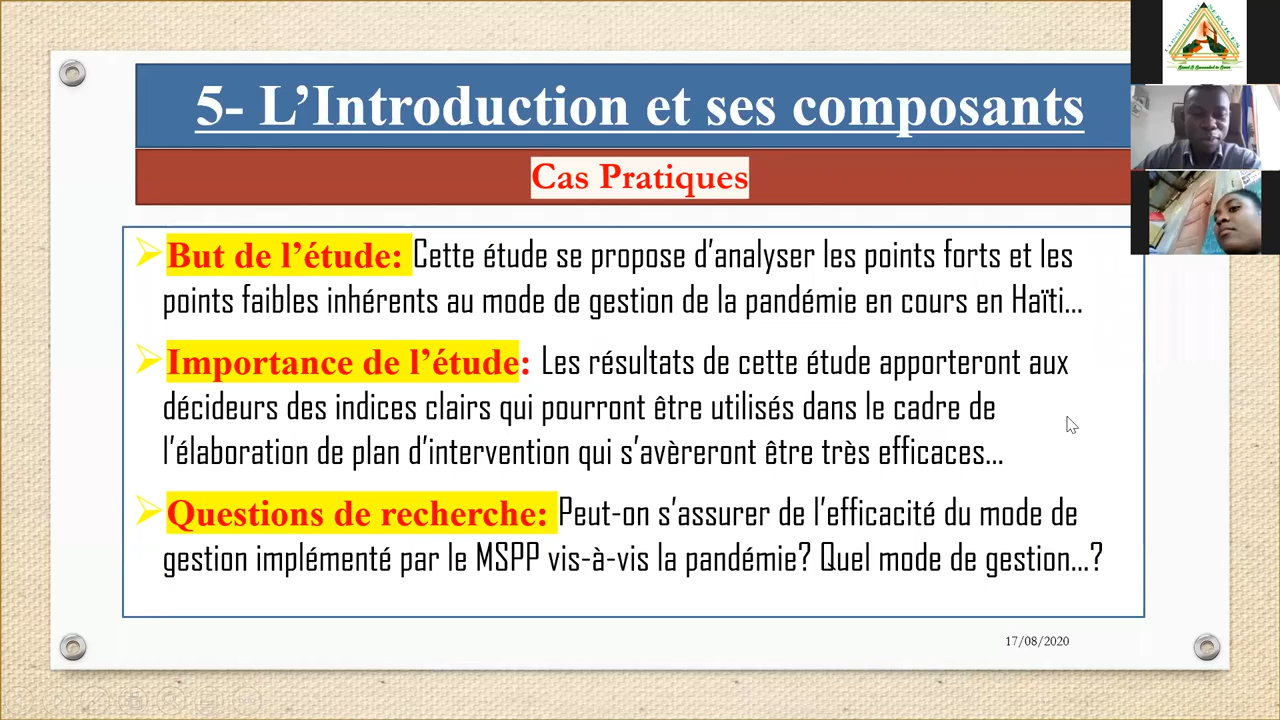 5- L’Introduction et ses composants
Cas Pratiques
But de l’étude: Cette étude se propose d’analyser les points forts et les
points faibles inhérents au mode de gestion de la pandémie en cours en Haïti...
Importance de l’étude: Les résultats de cette étude apporteront aux
décideurs des indices clairs qui pourront être utilisés dans le cadre de
l’élaboration de plan d’intervention qui s’avèreront être très efficaces...
Questions de recherche: Peut-on s’assurer de l’efficacité du mode de
gestion implémenté par le MSPP vis-à-vis la pandémie? Quel mode de gestion...?
17/08/2020